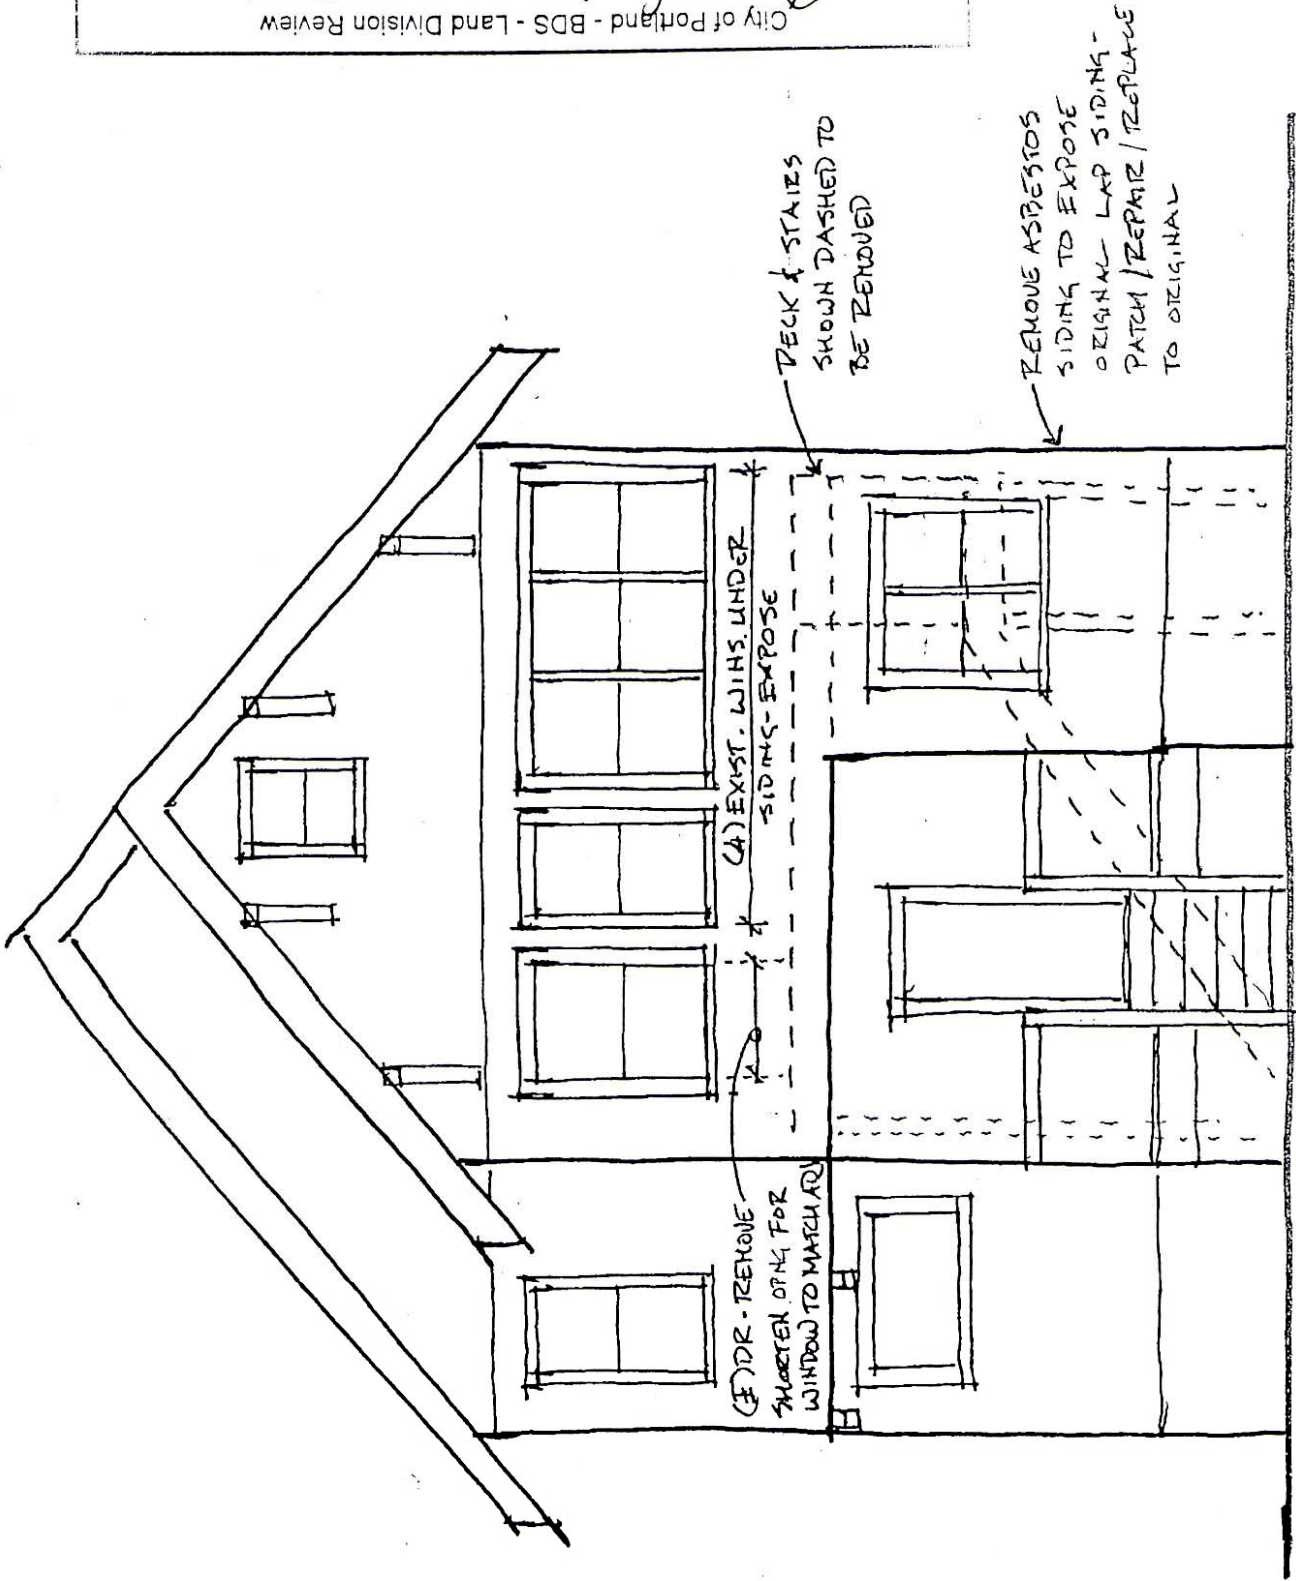 City of Portland - BDS - Land Division Review
DECK & STAIRS
SHOWN DASHED TO
BE REMOVED
REMOVE ASBESTOS
SIDING TO EXPOSE
ORIGINAL LAP SIDING-
PATCH/REPAIR/REPLACE
TO ORIGINAL
(4) EXIST. WINS. UNDER
SIDING-EXPOSE
(E) DR - REMOVE
SHORTEN OPNG FOR
WINDOW TO MATCH ADJ